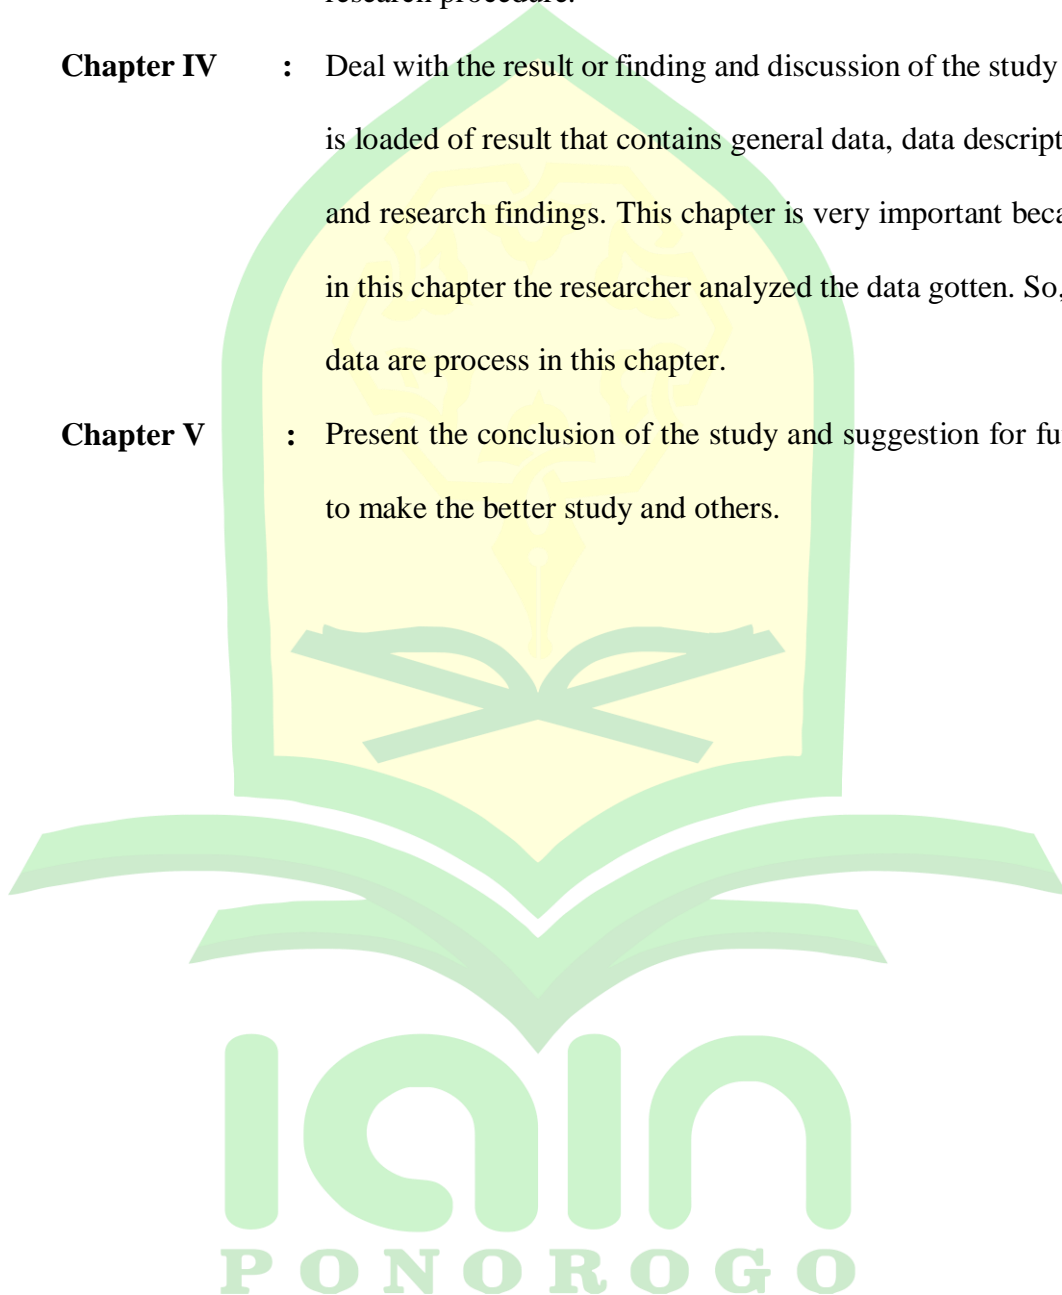 research procedure.
Chapter IV : Deal with the result or finding and discussion of the study
is loaded of result that contains general data, data descript
and research findings. This chapter is very important beca
in this chapter the researcher analyzed the data gotten. So,
data are process in this chapter.
Chapter V : Present the conclusion of the study and suggestion for fu
to make the better study and others.
iain
PONOROGO